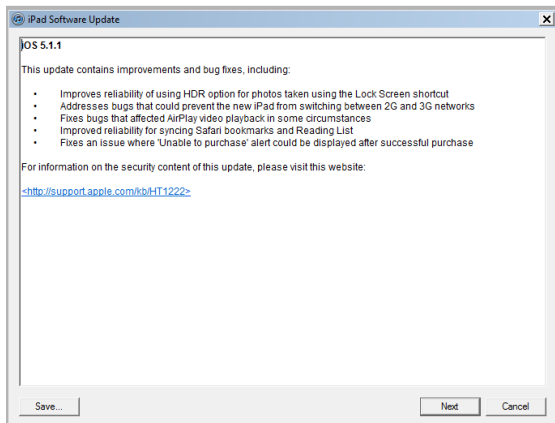 iPad Software Update
iOS 5.1.1
This update contains improvements and bug fixes, including:
• Improves reliability of using HDR option for photos taken using the Lock Screen shortcut
• Addresses bugs that could prevent the new iPad from switching between 2G and 3G networks
• Fixes bugs that affected AirPlay video playback in some circumstances
• Improved reliability for syncing Safari bookmarks and Reading List
• Fixes an issue where 'Unable to purchase' alert could be displayed after successful purchase
For information on the security content of this update, please visit this website:
<http://support.apple.com/kb/HT1222>
Save... Next Cancel